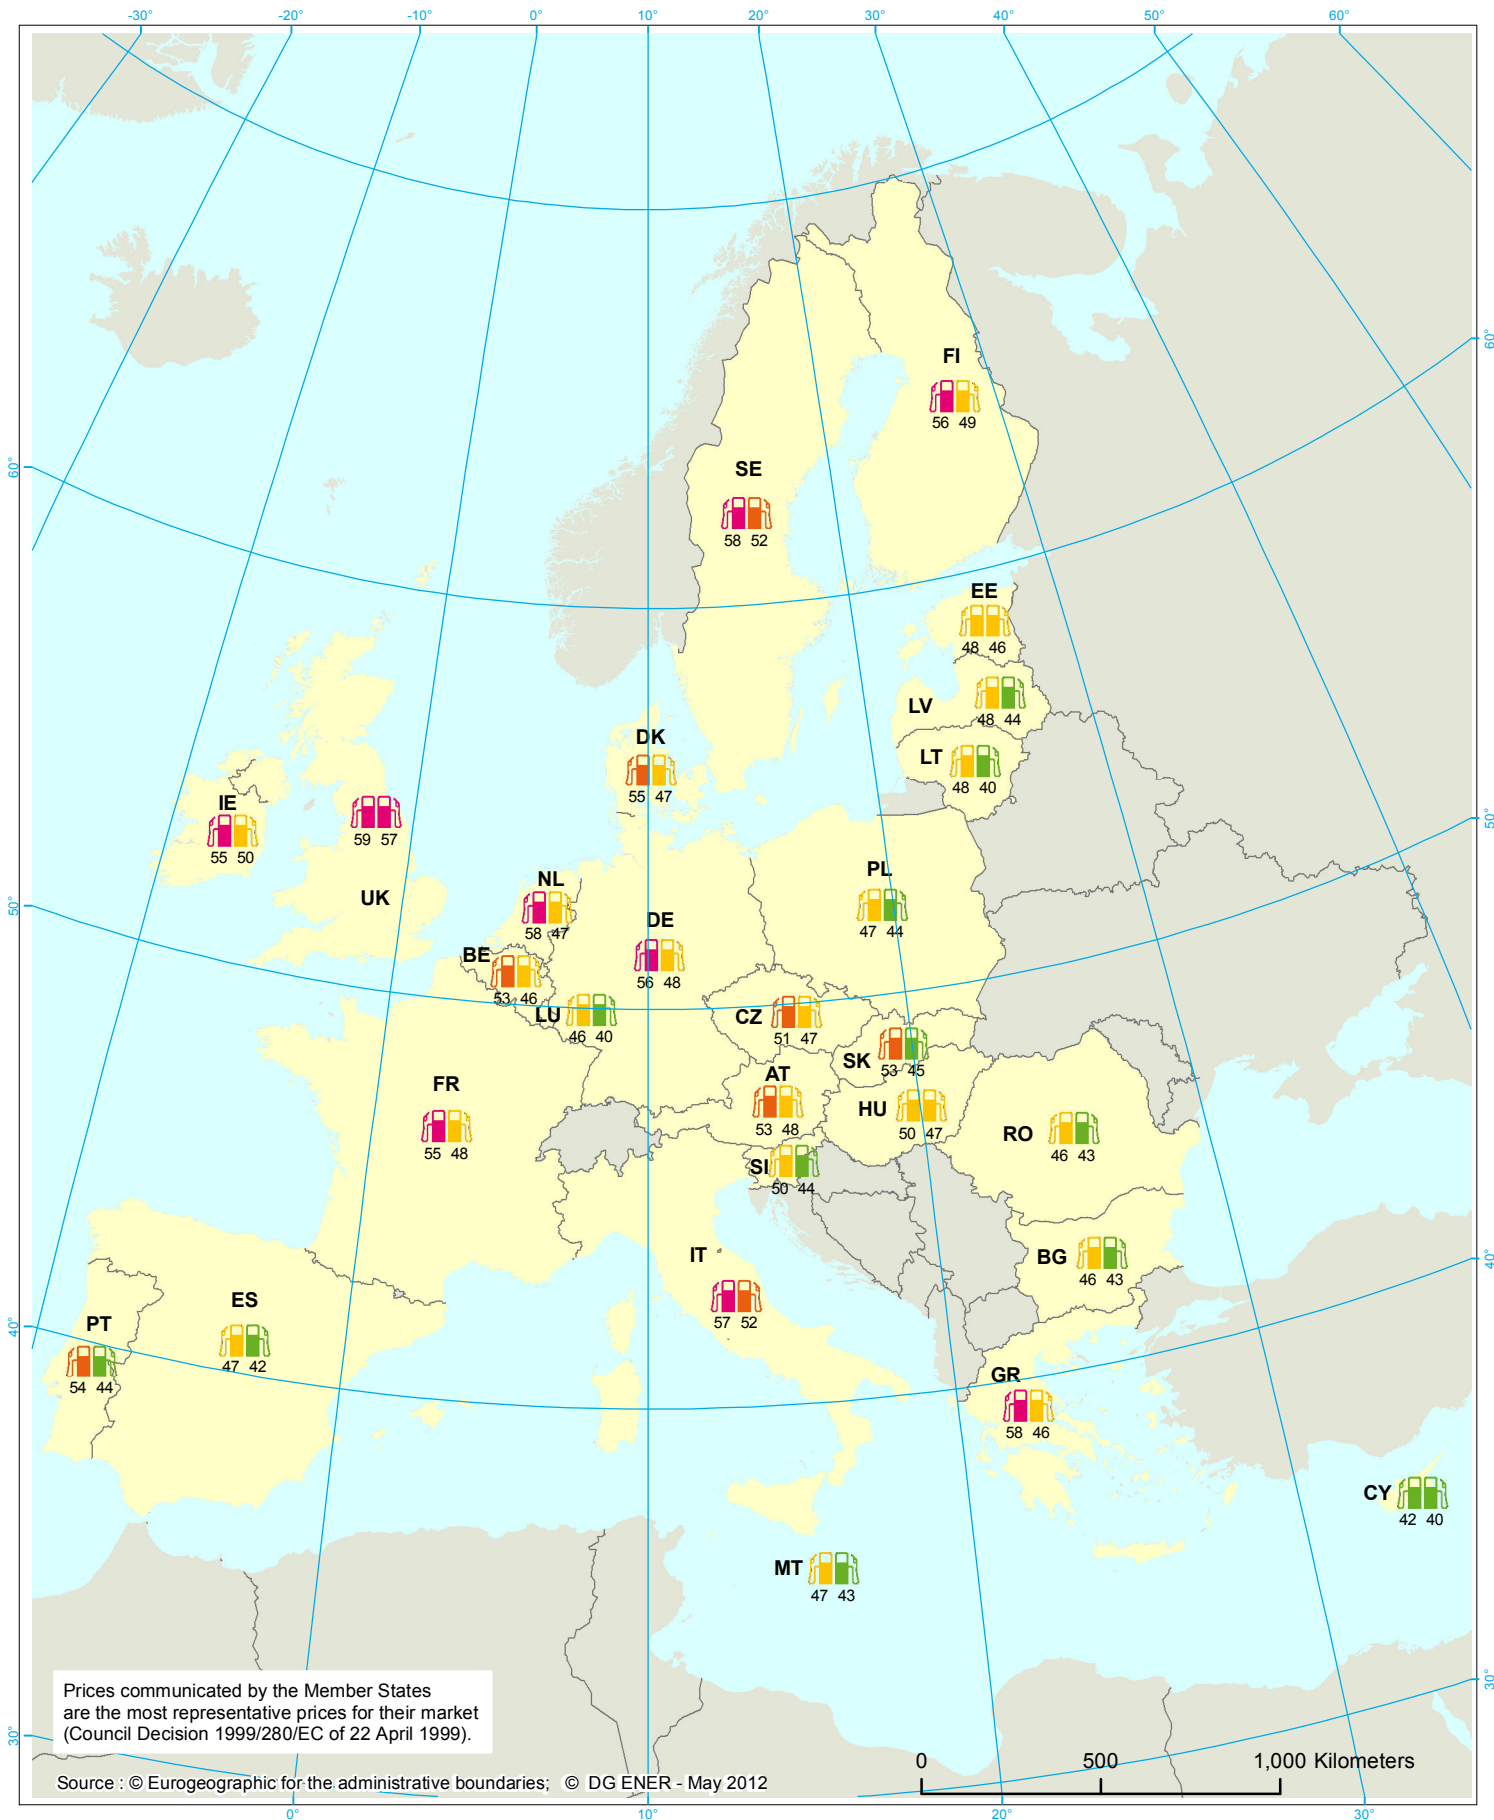 -30° -20° -10° 0° 10° 20° 30° 40° 50° 60°
FI
56 49
60°
SE
58 52
60°
EE
48 46
LV
48 44
DK
55 47
LT
48 40
IE
55 50
59 57
UK
50°
NL
58 47
PL
47 44
50°
DE
56 48
BE
53 46
LU
46 40
CZ
51 47
SK
53 45
AT
53 48
HU
50 47
FR
55 48
RO
46 43
SI
50 44
IT
57 52
BG
46 43
40°
ES
47 42
PT
54 44
40°
GR
58 46
CY
42 40
MT
47 43
30°
Prices communicated by the Member States
are the most representative prices for their market
(Council Decision 1999/280/EC of 22 April 1999).
30°
0 500 1,000 Kilometers
Source : © Eurogeographic for the administrative boundaries; © DG ENER - May 2012
0° 10° 20° 30°